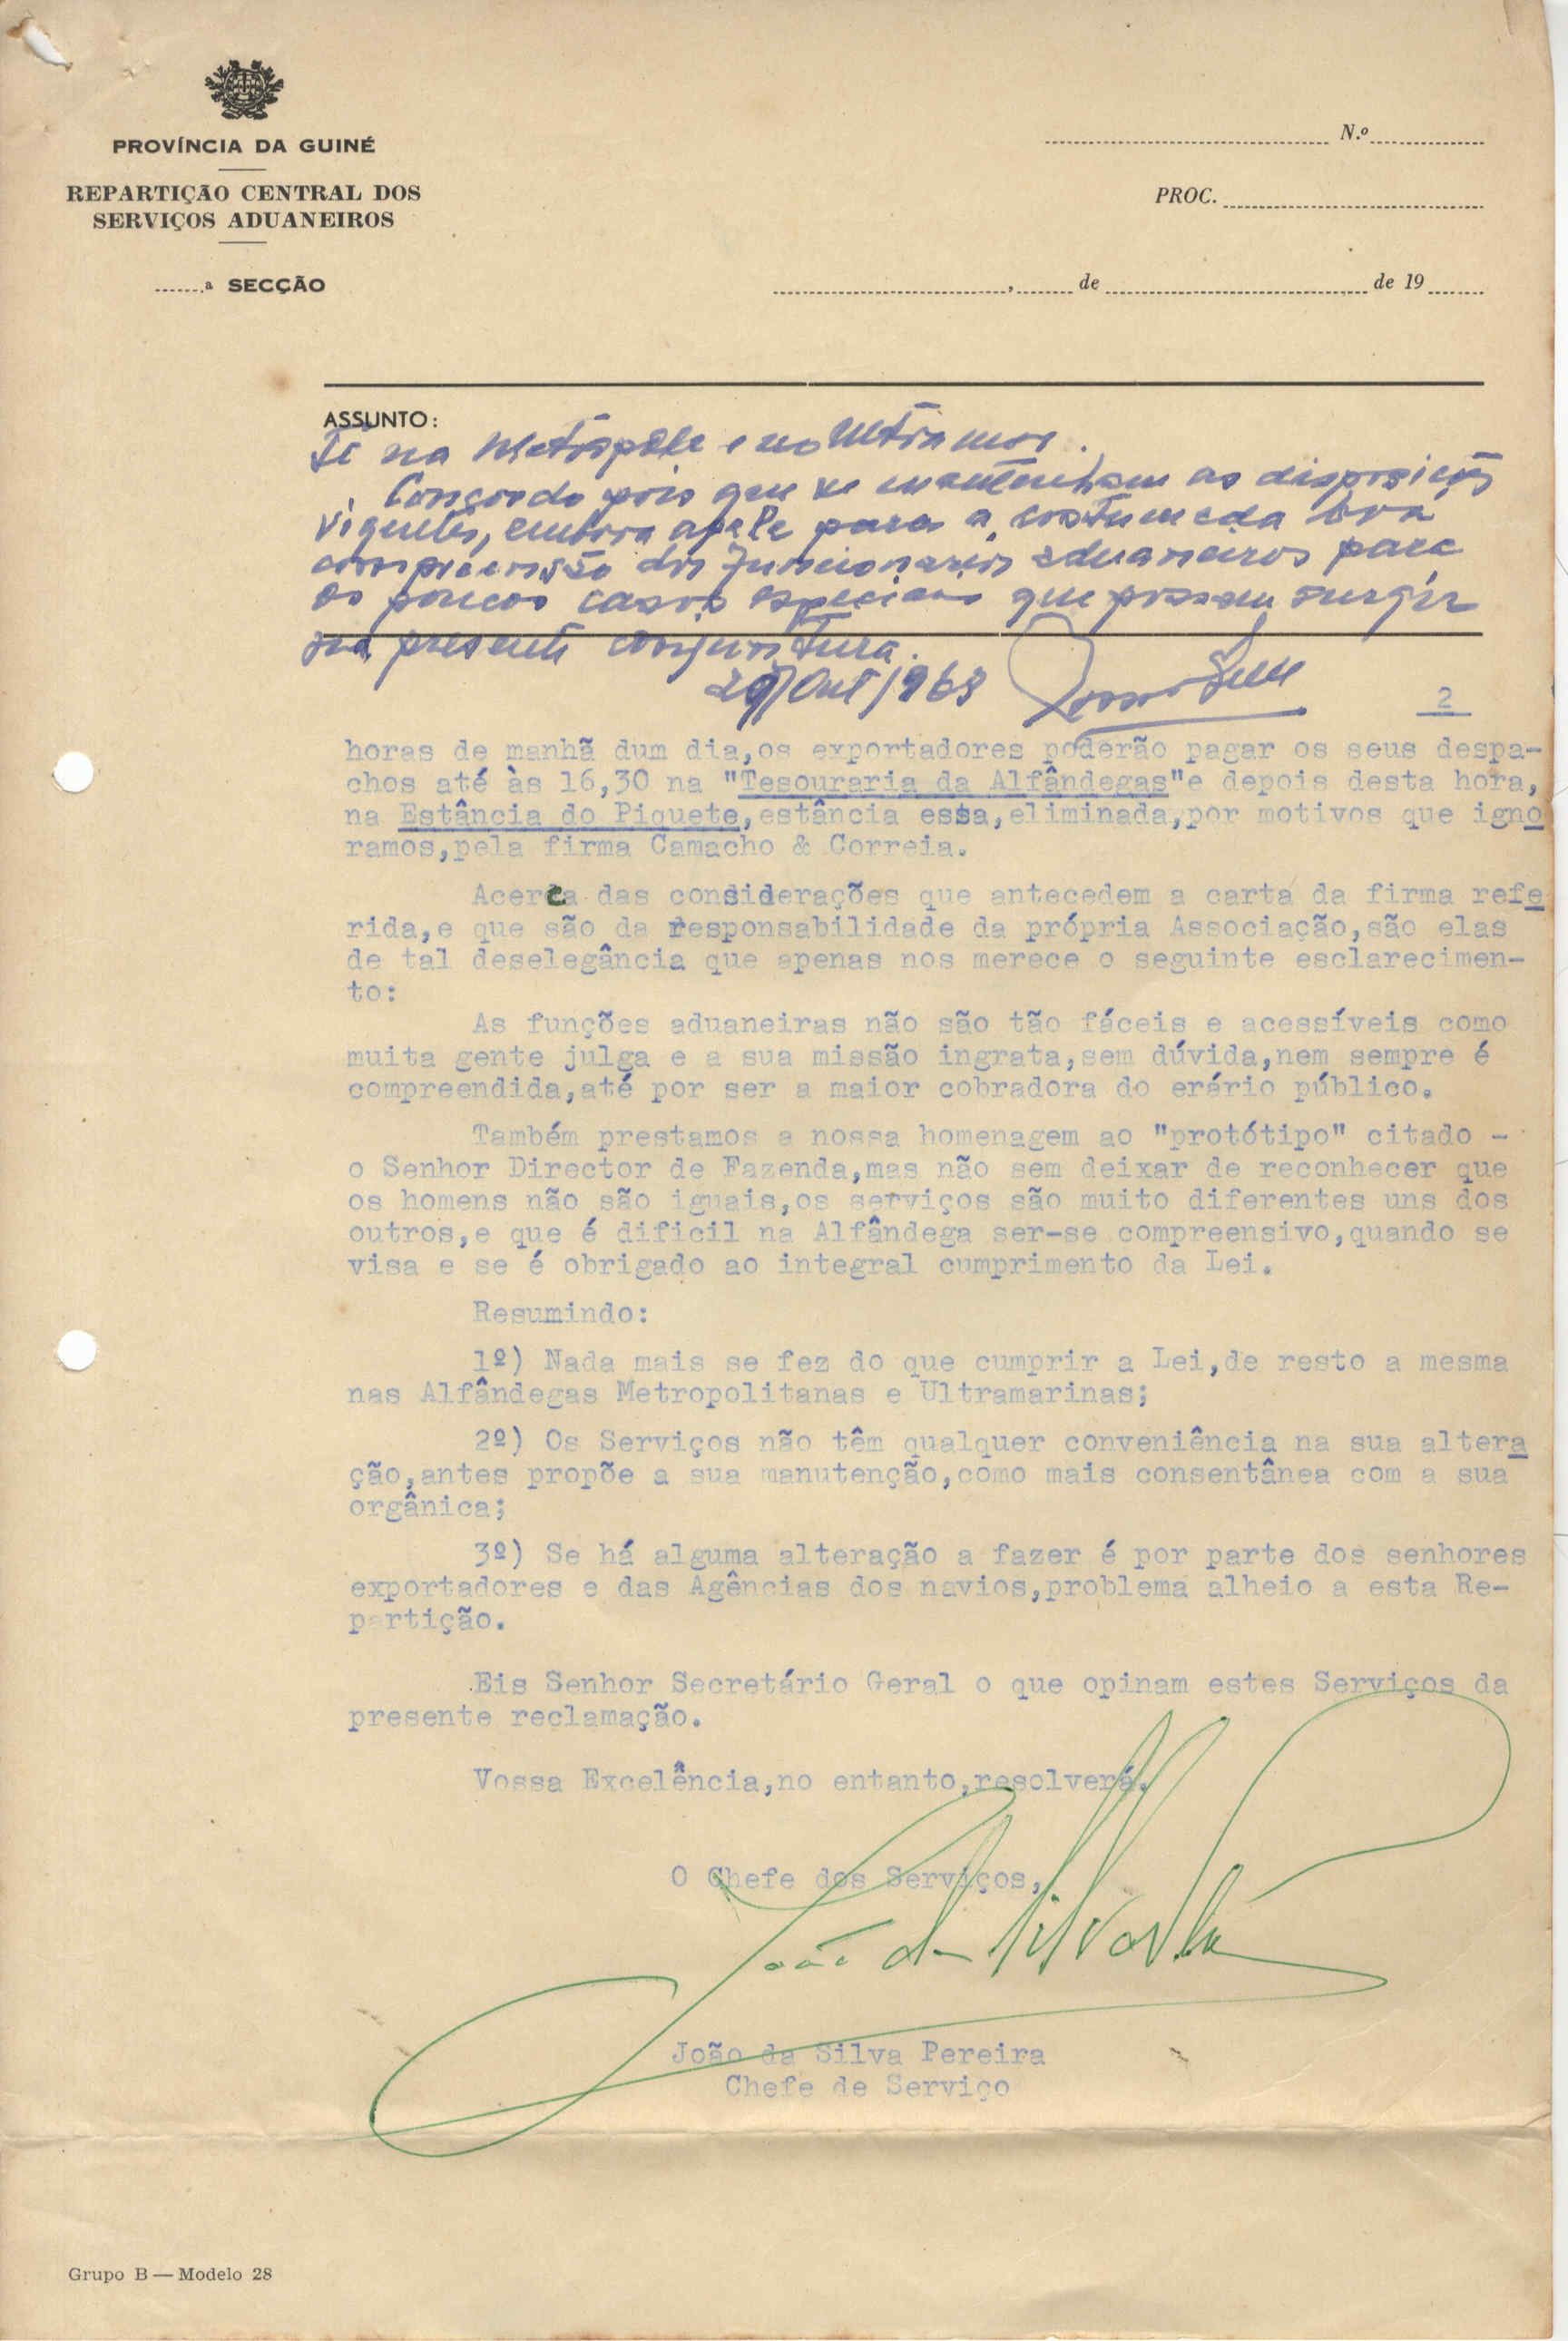 PROVÍNCIA DA GUINÉ
REPARTIÇÃO CENTRAL DOS
SERVIÇOS ADUANEIROS
.......ª SECÇÃO
N.º
PROC.
, de de 19
ASSUNTO:
te na Metrópole e no Ultramar.
Concordo pois que se mantenham as disposições
vigentes, embora apele para a costumada boa
compreensão dos funcionarios aduaneiros para
os poucos casos especiais que possam surgir
na presente conjuntura.
29/Out/963
2
horas de manhã dum dia,os exportadores poderão pagar os seus despa-
chos até às 16,30 na "Tesouraria da Alfândegas"e depois desta hora,
na Estância do Piquete,estância essa,eliminada,por motivos que igno
ramos,pela firma Camacho & Correia.
Acerca das considerações que antecedem a carta da firma refe
rida,e que são da responsabilidade da própria Associação,são elas
de tal deselegância que apenas nos merece o seguinte esclarecimen-
to:
As funções aduaneiras não são tão fáceis e acessíveis como
muita gente julga e a sua missão ingrata,sem dúvida,nem sempre é
compreendida,até por ser a maior cobradora do erário público.
Também prestamos a nossa homenagem ao "protótipo" citado -
o Senhor Director de Fazenda,mas não sem deixar de reconhecer que
os homens não são iguais,os serviços são muito diferentes uns dos
outros,e que é dificil na Alfândega ser-se compreensivo,quando se
visa e se é obrigado ao integral cumprimento da Lei.
Resumindo:
1º) Nada mais se fez do que cumprir a Lei,de resto a mesma
nas Alfândegas Metropolitanas e Ultramarinas;
2º) Os Serviços não têm qualquer conveniência na sua altera
ção,antes propõe a sua manutenção,como mais consentânea com a sua
orgânica;
3º) Se há alguma alteração a fazer é por parte dos senhores
exportadores e das Agências dos navios,problema alheio a esta Re-
partição.
Eis Senhor Secretário Geral o que opinam estes Serviços da
presente reclamação.
Vossa Excelência,no entanto,resolverá.
O Chefe dos Serviços,
João da Silva
João da Silva Pereira
Chefe de Serviço
Grupo B — Modelo 28